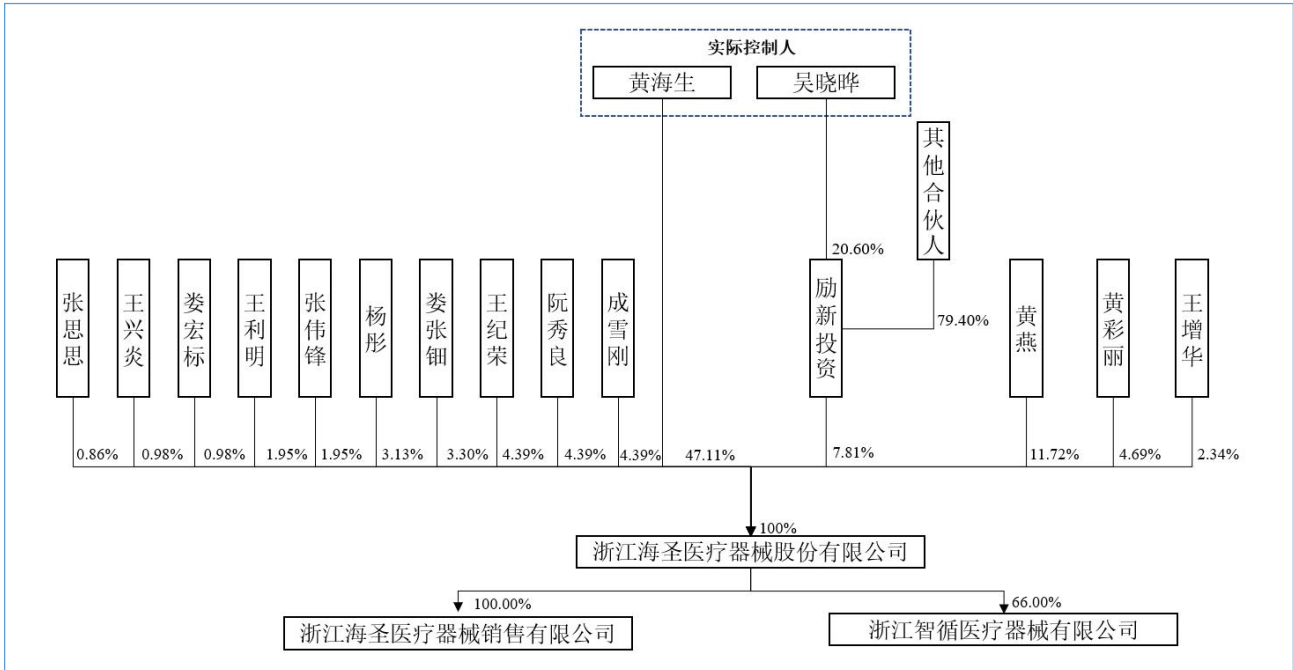 实际控制人
黄海生
吴晓晔
其他合伙人
20.60%
79.40%
张思思
王兴炎
娄宏标
王利明
张伟锋
杨彤
娄张钿
王纪荣
阮秀良
成雪刚
励新投资
黄燕
黄彩丽
王增华
0.86%
0.98%
0.98%
1.95%
1.95%
3.13%
3.30%
4.39%
4.39%
4.39%
47.11%
7.81%
11.72%
4.69%
2.34%
100%
浙江海圣医疗器械股份有限公司
100.00%
66.00%
浙江海圣医疗器械销售有限公司
浙江智循医疗器械有限公司